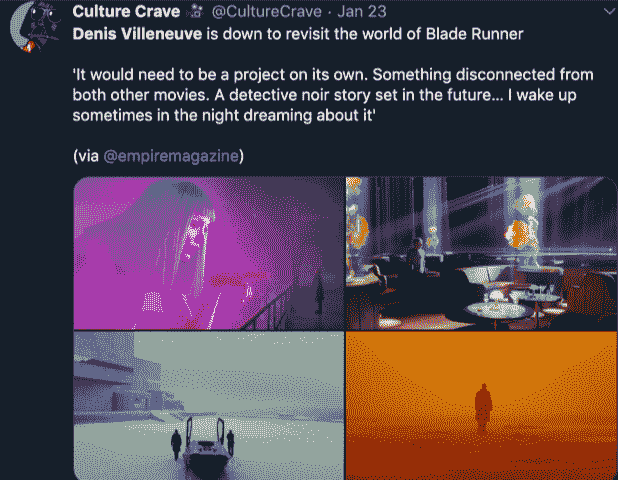 Culture Crave @CultureCrave · Jan 23
Denis Villeneuve is down to revisit the world of Blade Runner
'It would need to be a project on its own. Something disconnected from
both other movies. A detective noir story set in the future... I wake up
sometimes in the night dreaming about it'
(via @empiremagazine)